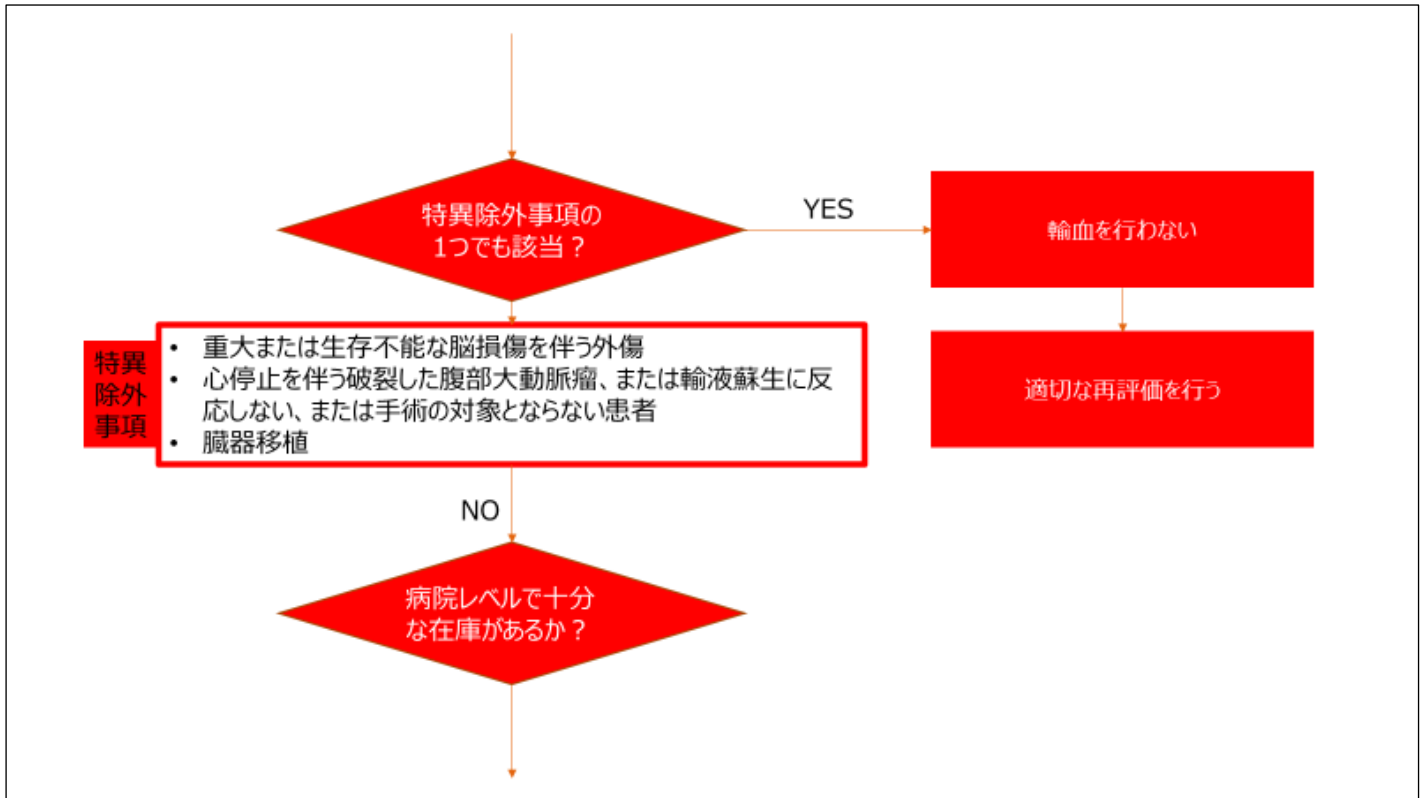 特異除外事項の
1つでも該当？
YES
輸血を行わない
特異
除外
事項
• 重大または生存不能な脳損傷を伴う外傷
• 心停止を伴う破裂した腹部大動脈瘤、または輸液蘇生に反
応しない、または手術の対象とならない患者
• 臓器移植
適切な再評価を行う
NO
病院レベルで十分
な在庫があるか？